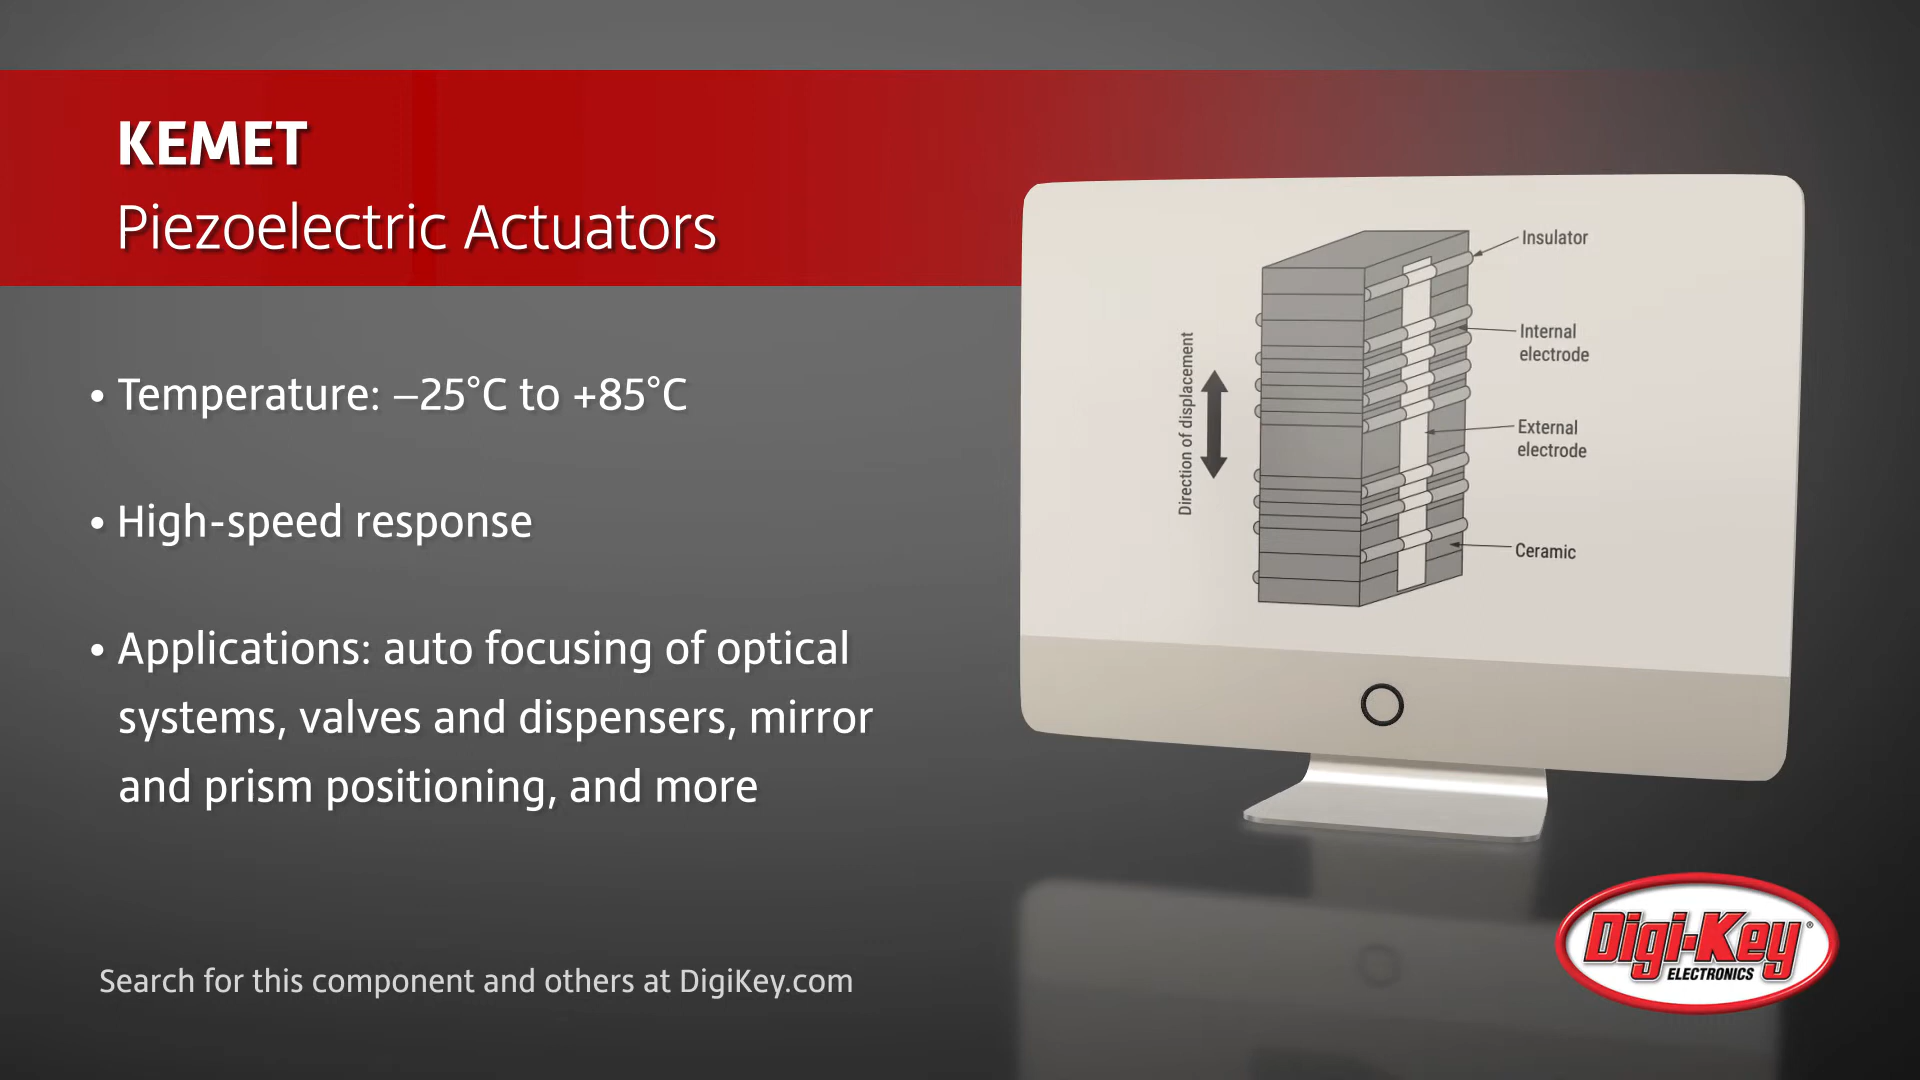 KEMET
Piezoelectric Actuators
• Temperature: –25°C to +85°C
• High-speed response
• Applications: auto focusing of optical
systems, valves and dispensers, mirror
and prism positioning, and more
Search for this component and others at DigiKey.com
Direction of displacement
Insulator
Internal
electrode
External
electrode
Ceramic
Digi-Key®
ELECTRONICS